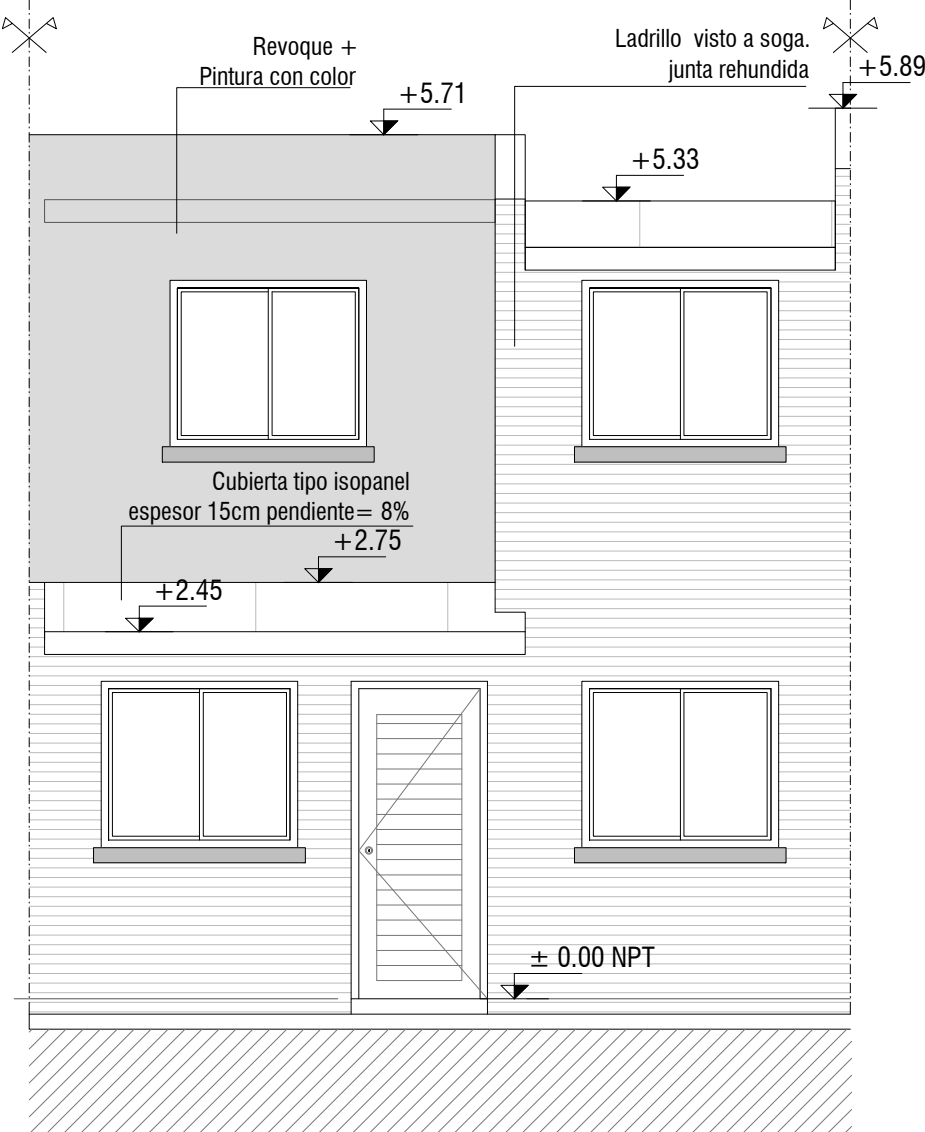 Revoque +
Pintura con color
Ladrillo visto a soga.
junta rehundida
+5.89
+5.71
+5.33
Cubierta tipo isopanel
espesor 15cm pendiente= 8%
+2.75
+2.45
± 0.00 NPT